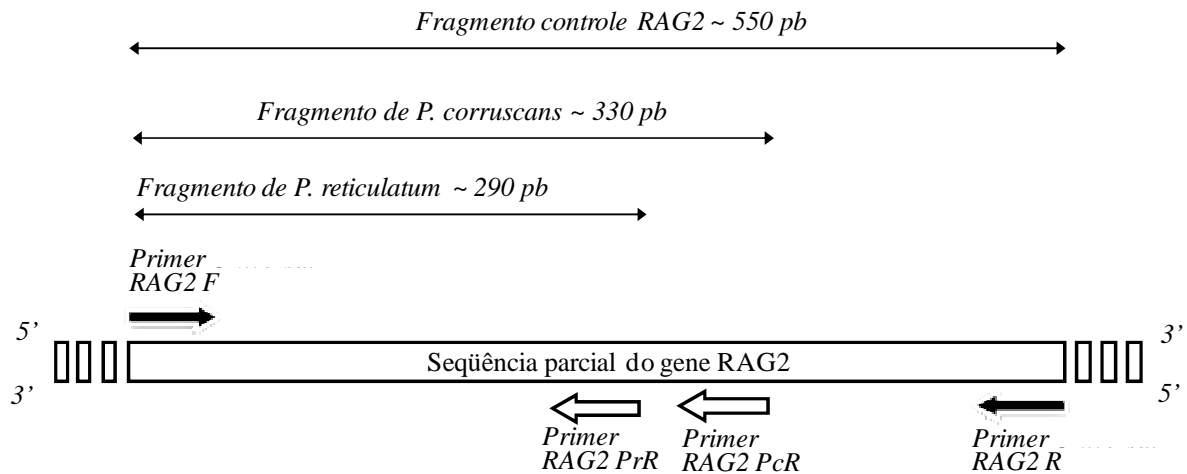 Fragmento controle RAG2 ~ 550 pb
Fragmento de P. corruscans ~ 330 pb
Fragmento de P. reticulatum ~ 290 pb
Primer
RAG2 F
5’
3’
Seqüência parcial do gene RAG2
3’
5’
Primer
RAG2 PrR
Primer
RAG2 PcR
Primer
RAG2 R